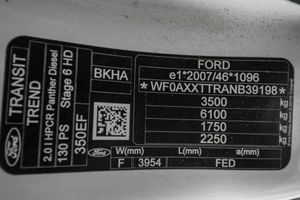 TRANSIT
TREND
2.0 l HPCR Panther Diesel
130 PS Stage 6 HD
350EF
Ford
BKHA
FORD
e1*2007/46*1096
*WF0AXXTTRANB39198*
3500 kg
6100 kg
1750 kg
2250 kg
W(mm) L(mm) a(mm)
F 3954 FED